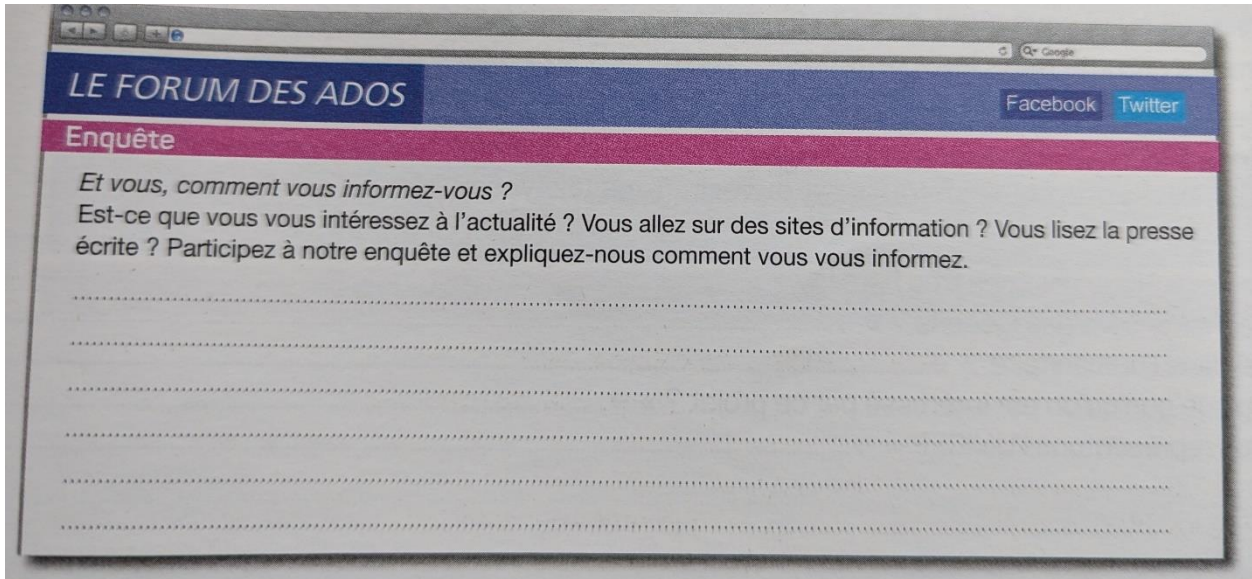 Google
LE FORUM DES ADOS
Facebook Twitter
Enquête
Et vous, comment vous informez-vous ?
Est-ce que vous vous intéressez à l'actualité ? Vous allez sur des sites d'information ? Vous lisez la presse
écrite ? Participez à notre enquête et expliquez-nous comment vous vous informez.